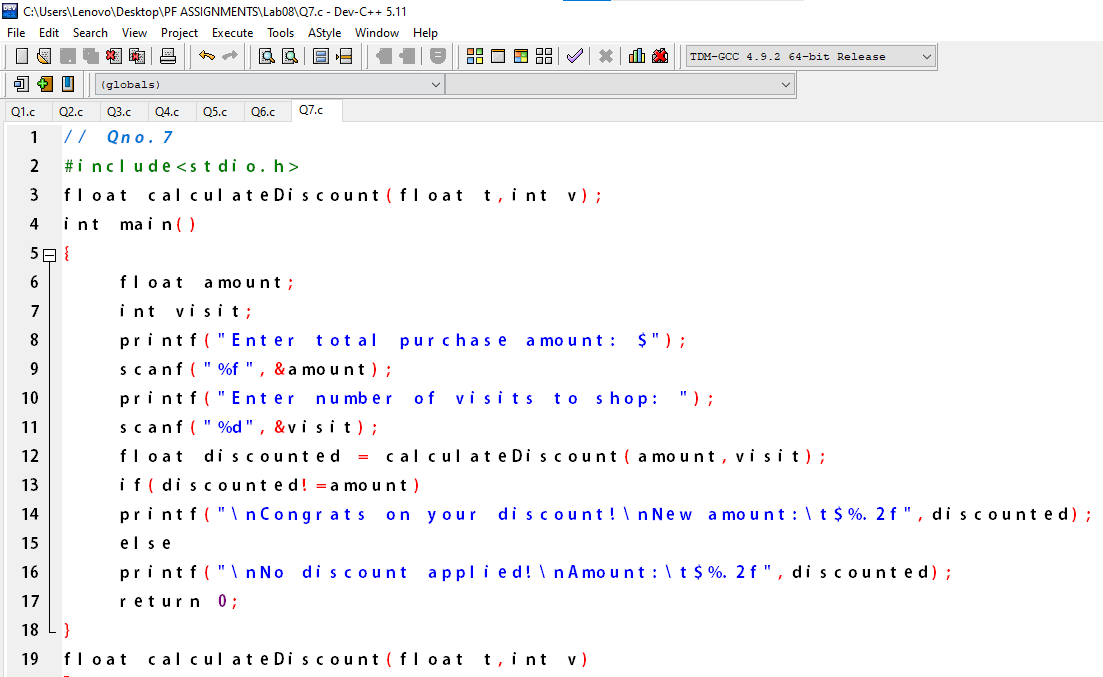 C:\Users\Lenovo\Desktop\PF ASSIGNMENTS\Lab08\Q7.c - Dev-C++ 5.11
File Edit Search View Project Execute Tools AStyle Window Help
TDM-GCC 4.9.2 64-bit Release
(globals)
Q1.c Q2.c Q3.c Q4.c Q5.c Q6.c Q7.c
1 // Qno.7
2 #include<stdio.h>
3 float calculateDiscount(float t,int v);
4 int main()
5 {
6 float amount;
7 int visit;
8 printf("Enter total purchase amount: $");
9 scanf("%f",&amount);
10 printf("Enter number of visits to shop: ");
11 scanf("%d",&visit);
12 float discounted = calculateDiscount(amount,visit);
13 if(discounted!=amount)
14 printf("\nCongrats on your discount!\nNew amount:\t$%.2f",discounted);
15 else
16 printf("\nNo discount applied!\nAmount:\t$%.2f",discounted);
17 return 0;
18 }
19 float calculateDiscount(float t,int v)